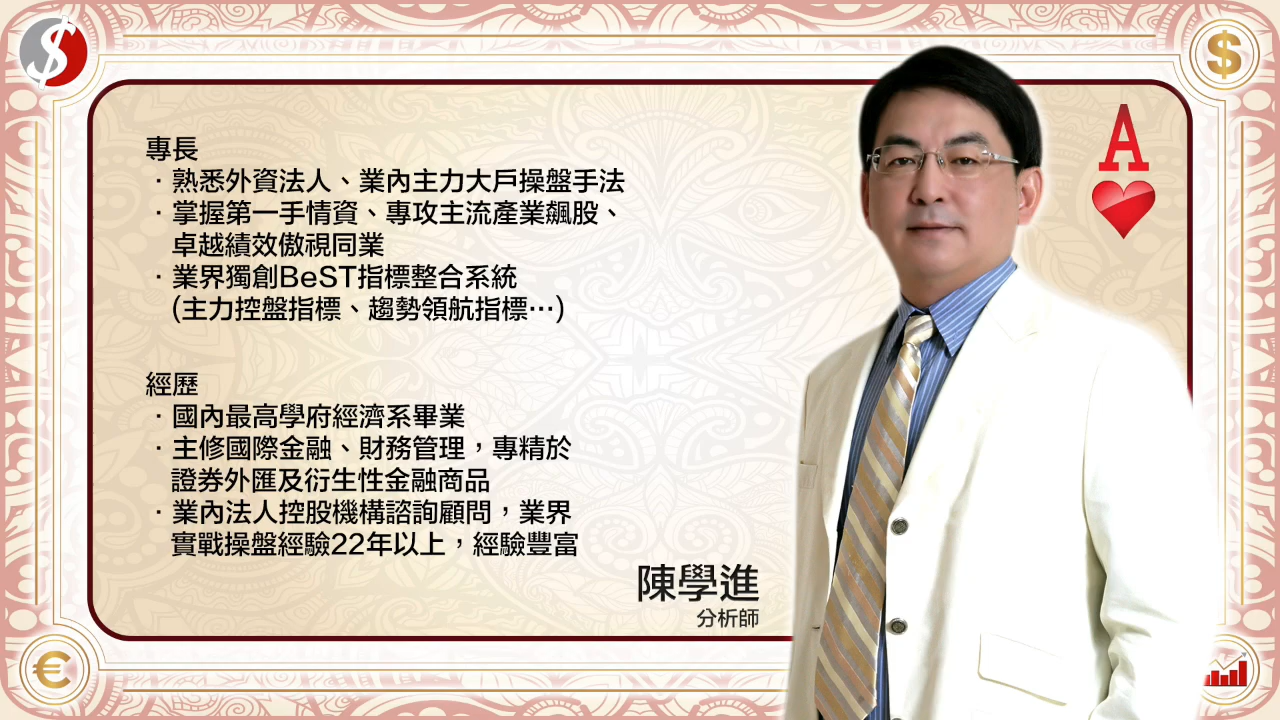 專長
·熟悉外資法人、業內主力大戶操盤手法
·掌握第一手情資、專攻主流產業飆股、
卓越績效傲視同業
·業界獨創BeST指標整合系統
(主力控盤指標、趨勢領航指標…)
經歷
·國內最高學府經濟系畢業
·主修國際金融、財務管理，專精於
證券外匯及衍生性金融商品
·業內法人控股機構諮詢顧問，業界
實戰操盤經驗22年以上，經驗豐富
陳學進
分析師
A
$
$
€